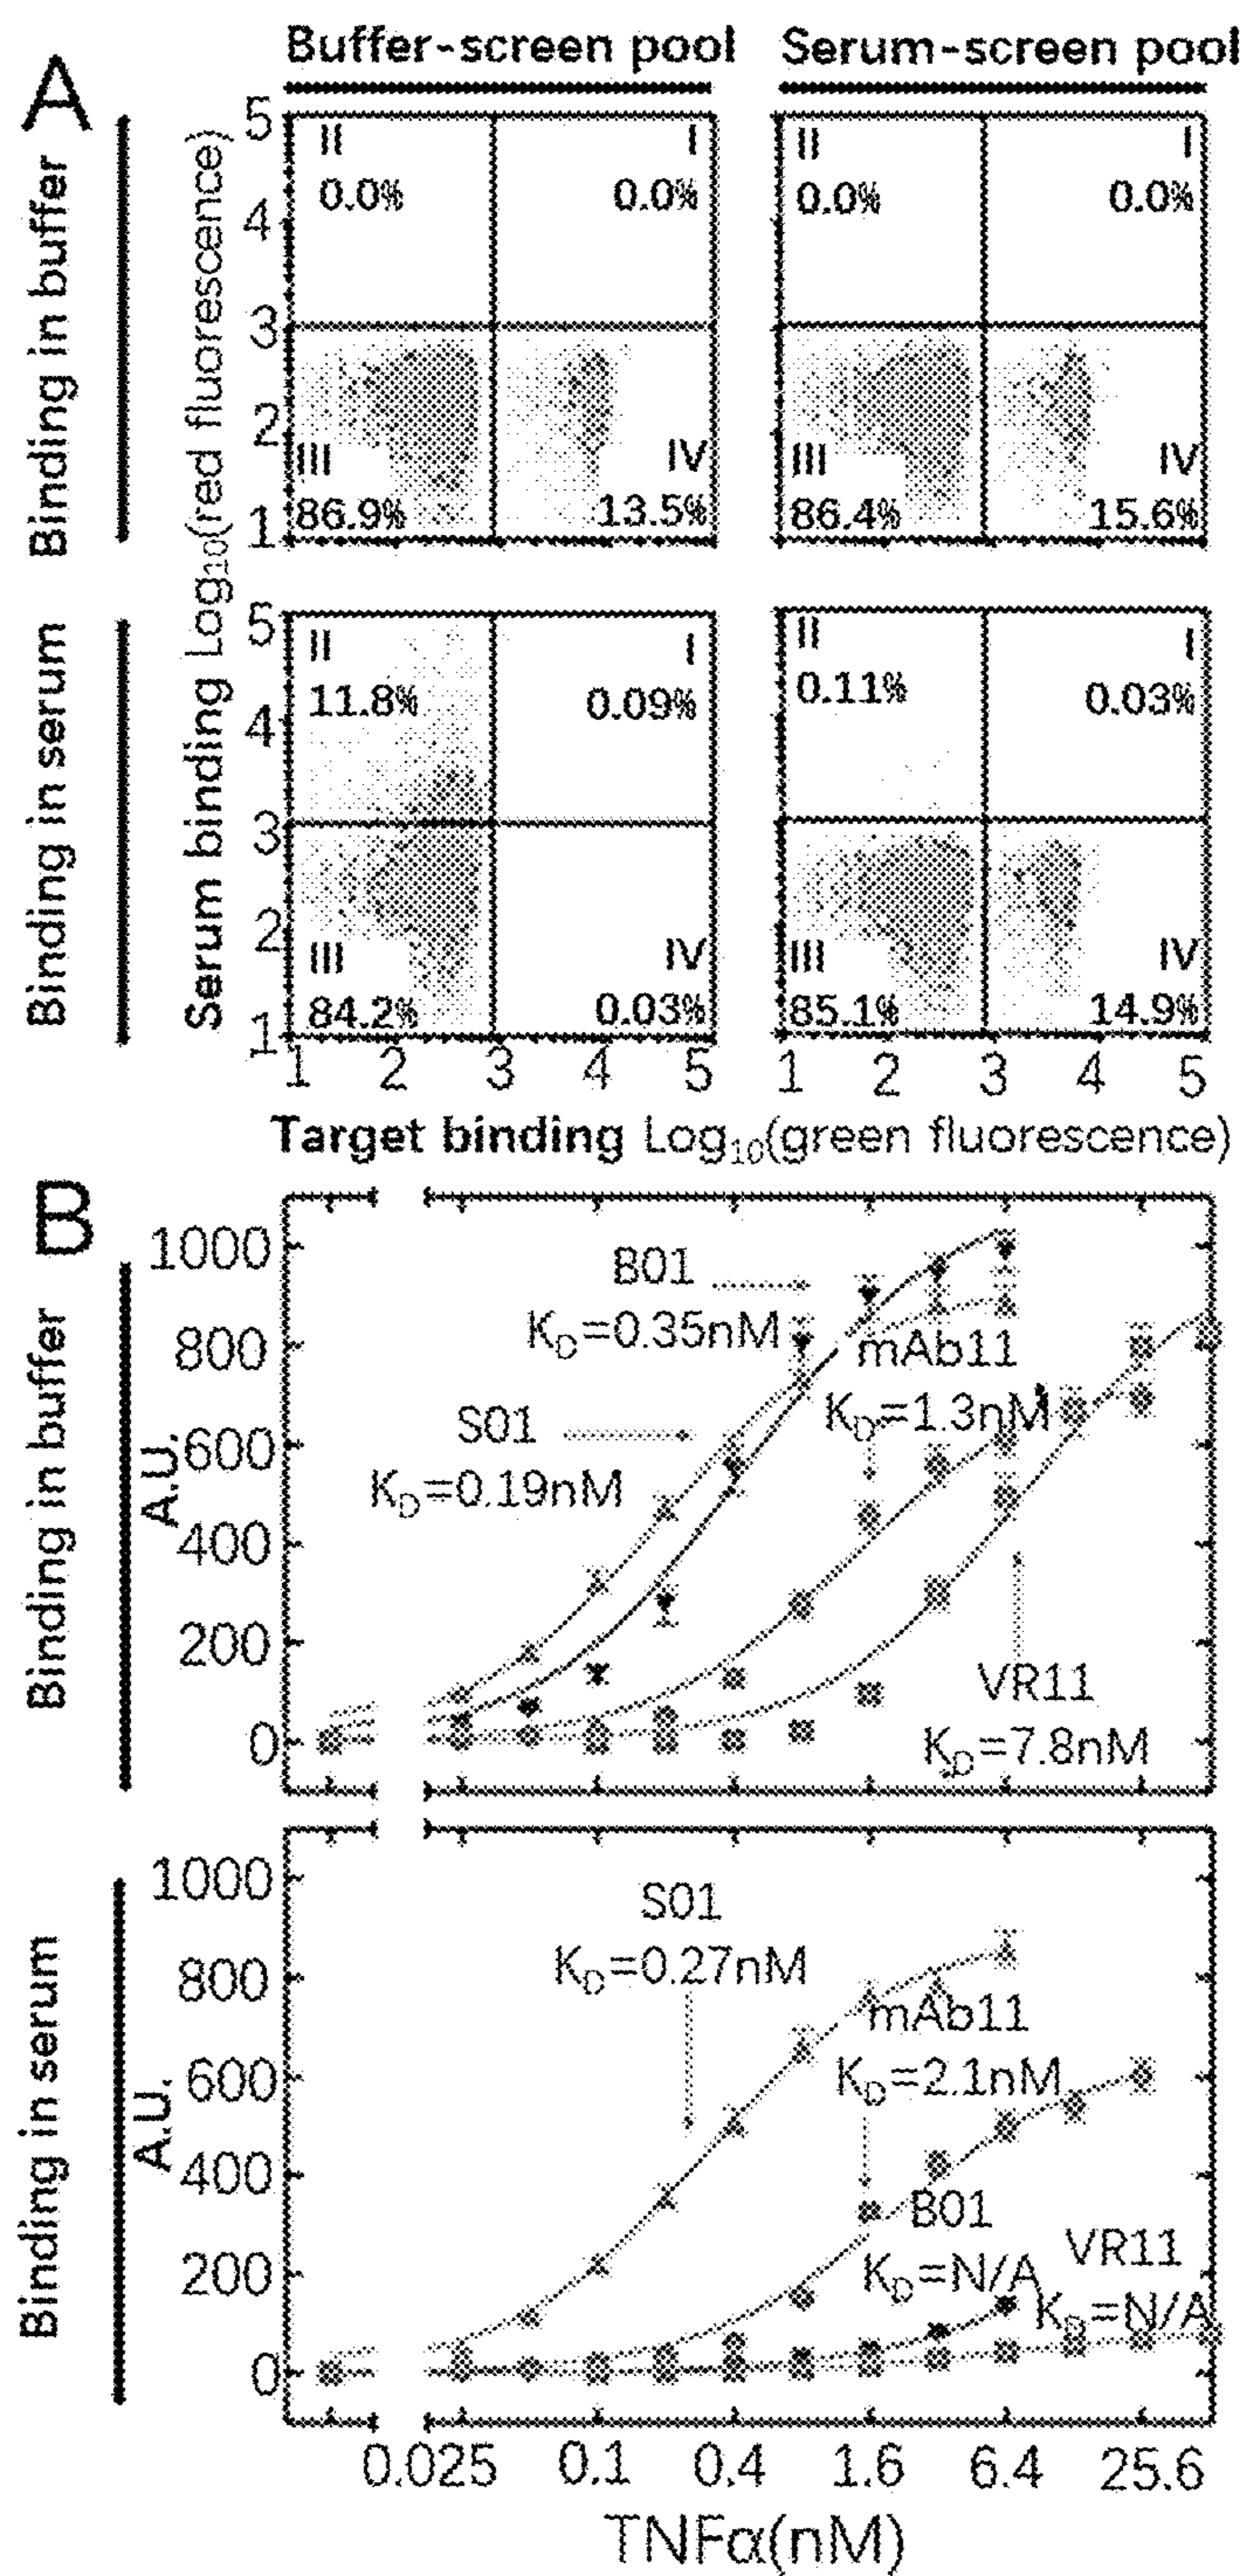 A
Buffer-screen pool
Serum-screen pool
Binding in buffer
Binding in serum
Serum binding Log10(red fluorescence)
5
4
3
2
1
II
0.0%
I
0.0%
III
86.9%
IV
13.5%
II
0.0%
I
0.0%
III
86.4%
IV
15.6%
5
4
3
2
1
II
11.8%
I
0.09%
III
84.2%
IV
0.03%
II
0.11%
I
0.03%
III
85.1%
IV
14.9%
1 2 3 4 5
1 2 3 4 5
Target binding Log10(green fluorescence)
B
Binding in buffer
A.U.
1000
800
600
400
200
0
B01
KD=0.35nM
mAb11
KD=1.3nM
S01
KD=0.19nM
VR11
KD=7.8nM
Binding in serum
A.U.
1000
800
600
400
200
0
S01
KD=0.27nM
mAb11
KD=2.1nM
B01
KD=N/A
VR11
KD=N/A
0.025 0.1 0.4 1.6 6.4 25.6
TNFα(nM)